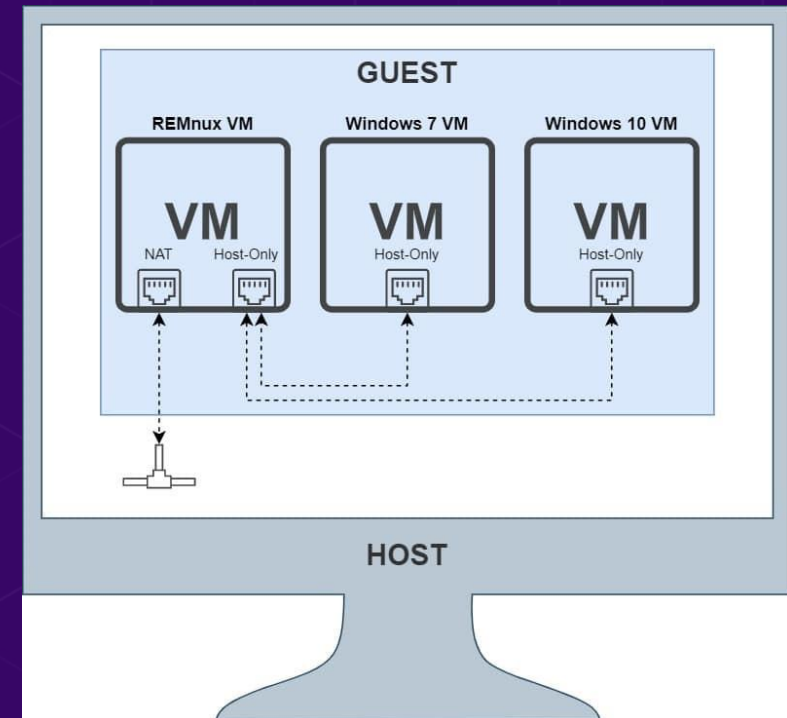 GUEST
REMnux VM
Windows 7 VM
Windows 10 VM
VM
VM
VM
NAT
Host-Only
Host-Only
Host-Only
HOST